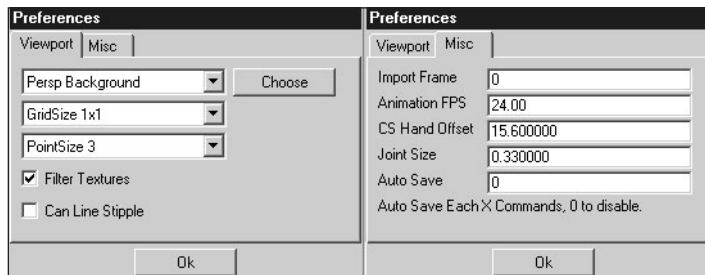 Preferences
Viewport Misc
Persp Background Choose
GridSize 1x1
PointSize 3
Filter Textures
Can Line Stipple
Ok
Preferences
Viewport Misc
Import Frame 0
Animation FPS 24.00
CS Hand Offset 15.600000
Joint Size 0.330000
Auto Save 0
Auto Save Each X Commands, 0 to disable.
Ok